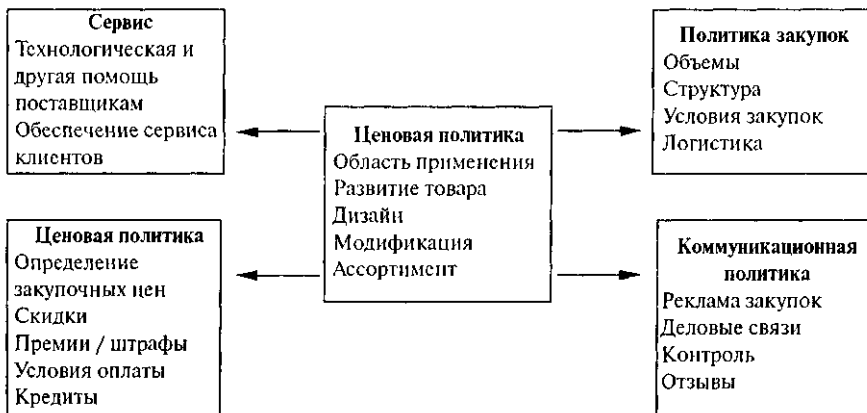 Сервис
Технологическая и
другая помощь
поставщикам
Обеспечение сервиса
клиентов
Политика закупок
Объемы
Структура
Условия закупок
Логистика
Ценовая политика
Область применения
Развитие товара
Дизайн
Модификация
Ассортимент
Ценовая политика
Определение
закупочных цен
Скидки
Премии / штрафы
Условия оплаты
Кредиты
Коммуникационная
политика
Реклама закупок
Деловые связи
Контроль
Отзывы